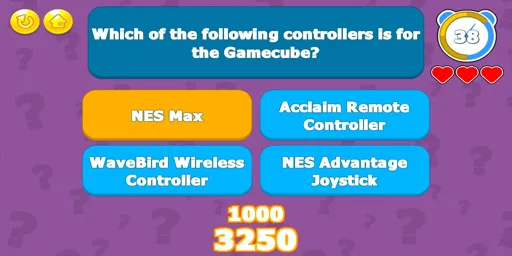 Which of the following controllers is for
the Gamecube?
38
NES Max
Acclaim Remote
Controller
WaveBird Wireless
Controller
NES Advantage
Joystick
1000
3250